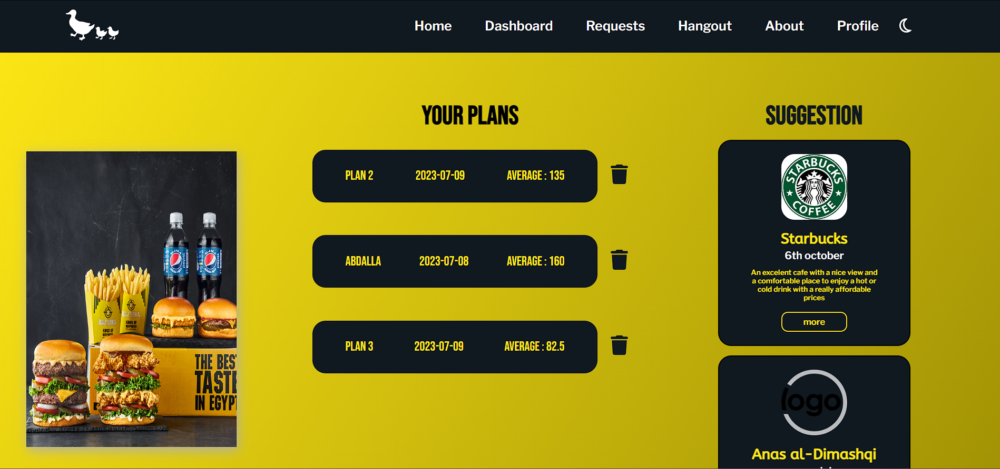 Home
Dashboard
Requests
Hangout
About
Profile
YOUR PLANS
SUGGESTION
PLAN 2
2023-07-09
AVERAGE : 135
ABDALLA
2023-07-08
AVERAGE : 160
PLAN 3
2023-07-09
AVERAGE : 82.5
STARBUCKS
COFFEE
Starbucks
6th october
An excelent cafe with a nice view and
a comfortable place to enjoy a hot or
cold drink with a really affordable
prices
more
logo
Anas al-Dimashqi
pepsi
pepsi
BAZOOKA
KINGS OF
HAPPINESS
BAZOOKA
KINGS OF
HAPPINESS
THE BES
TASTE
IN EGYP